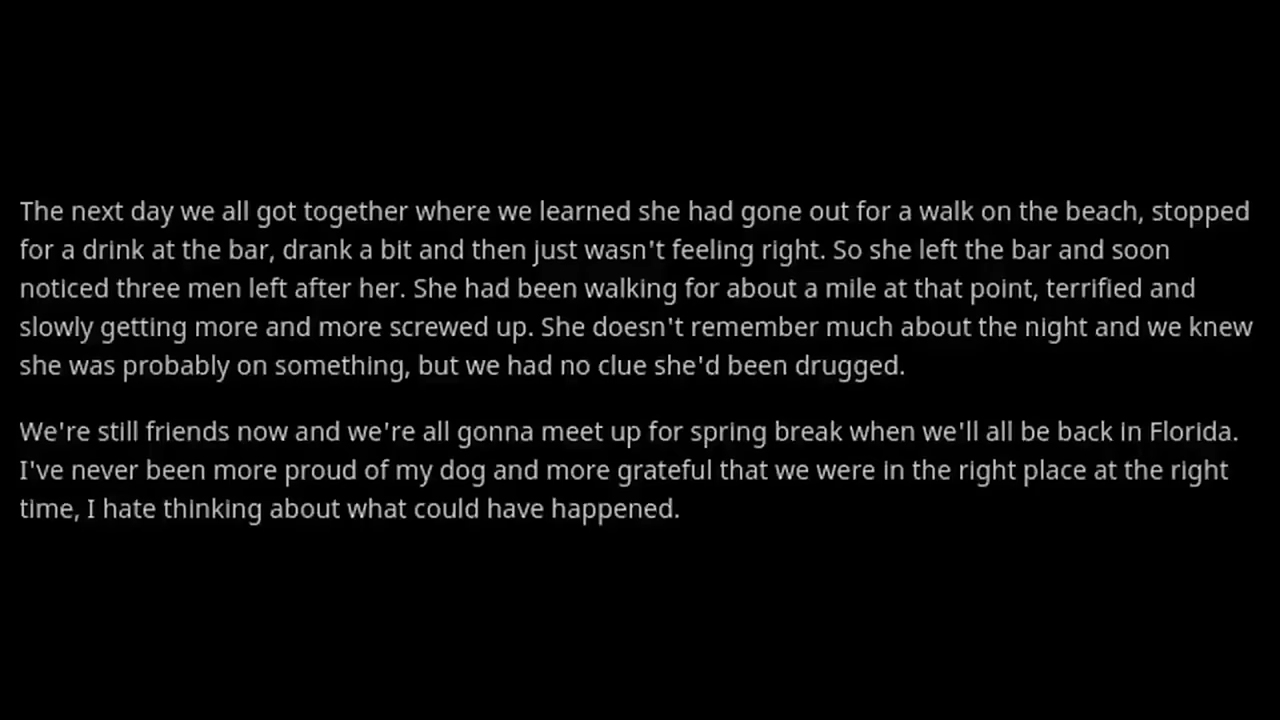 The next day we all got together where we learned she had gone out for a walk on the beach, stopped
for a drink at the bar, drank a bit and then just wasn't feeling right. So she left the bar and soon
noticed three men left after her. She had been walking for about a mile at that point, terrified and
slowly getting more and more screwed up. She doesn't remember much about the night and we knew
she was probably on something, but we had no clue she'd been drugged.
We're still friends now and we're all gonna meet up for spring break when we'll all be back in Florida.
I've never been more proud of my dog and more grateful that we were in the right place at the right
time, I hate thinking about what could have happened.